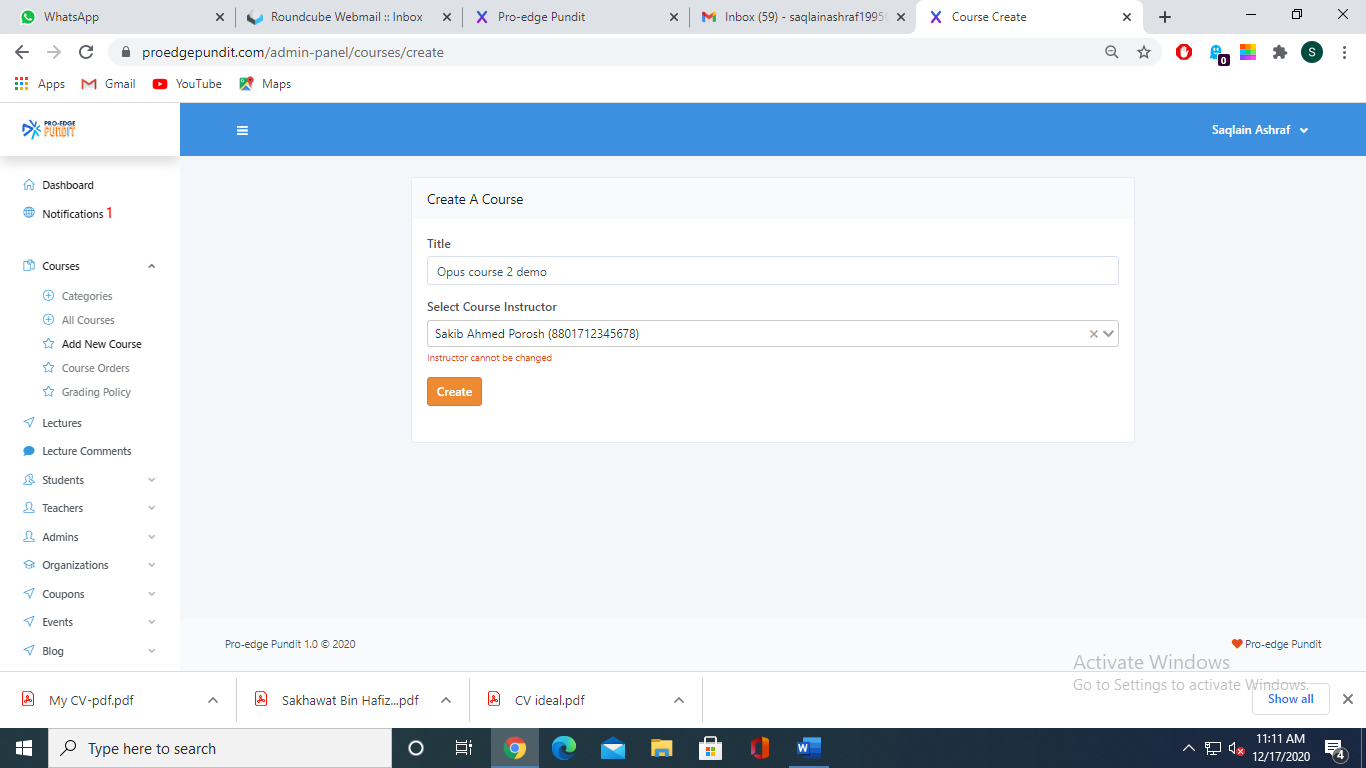 WhatsApp
Roundcube Webmail :: Inbox
Pro-edge Pundit
Inbox (59) - saqlainashraf1995
Course Create
proedgepundit.com/admin-panel/courses/create
0
S
Apps
Gmail
YouTube
Maps
PRO-EDGE
PUNDIT
Saqlain Ashraf
Dashboard
Notifications 1
Courses
Categories
All Courses
Add New Course
Course Orders
Grading Policy
Lectures
Lecture Comments
Students
Teachers
Admins
Organizations
Coupons
Events
Blog
Create A Course
Title
Opus course 2 demo
Select Course Instructor
Sakib Ahmed Porosh (8801712345678)
Instructor cannot be changed
Create
Pro-edge Pundit 1.0 © 2020
Pro-edge Pundit
Activate Windows
Go to Settings to activate Windows.
My CV-pdf.pdf
Sakhawat Bin Hafiz...pdf
CV ideal.pdf
Show all
Type here to search
W
11:11 AM
12/17/2020
4